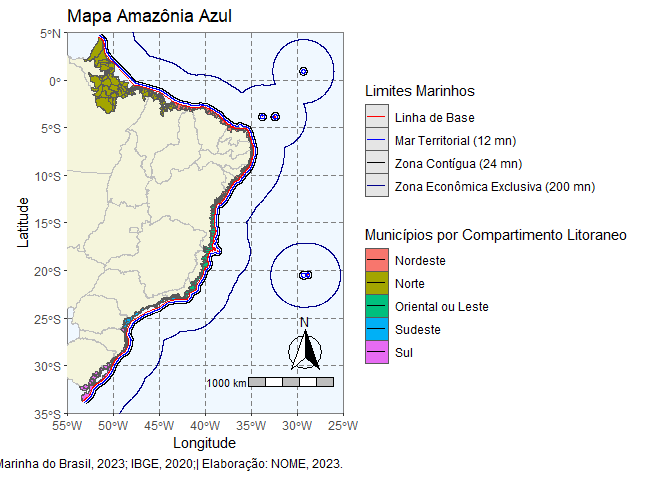 Mapa Amazônia Azul
5°N
0°
5°S
10°S
15°S
20°S
25°S
30°S
35°S
Latitude
55°W 50°W 45°W 40°W 35°W 30°W 25°W
Longitude
N
1000 km
Limites Marinhos
Linha de Base
Mar Territorial (12 mn)
Zona Contígua (24 mn)
Zona Econômica Exclusiva (200 mn)
Municípios por Compartimento Litoraneo
Nordeste
Norte
Oriental ou Leste
Sudeste
Sul
Marinha do Brasil, 2023; IBGE, 2020;| Elaboração: NOME, 2023.